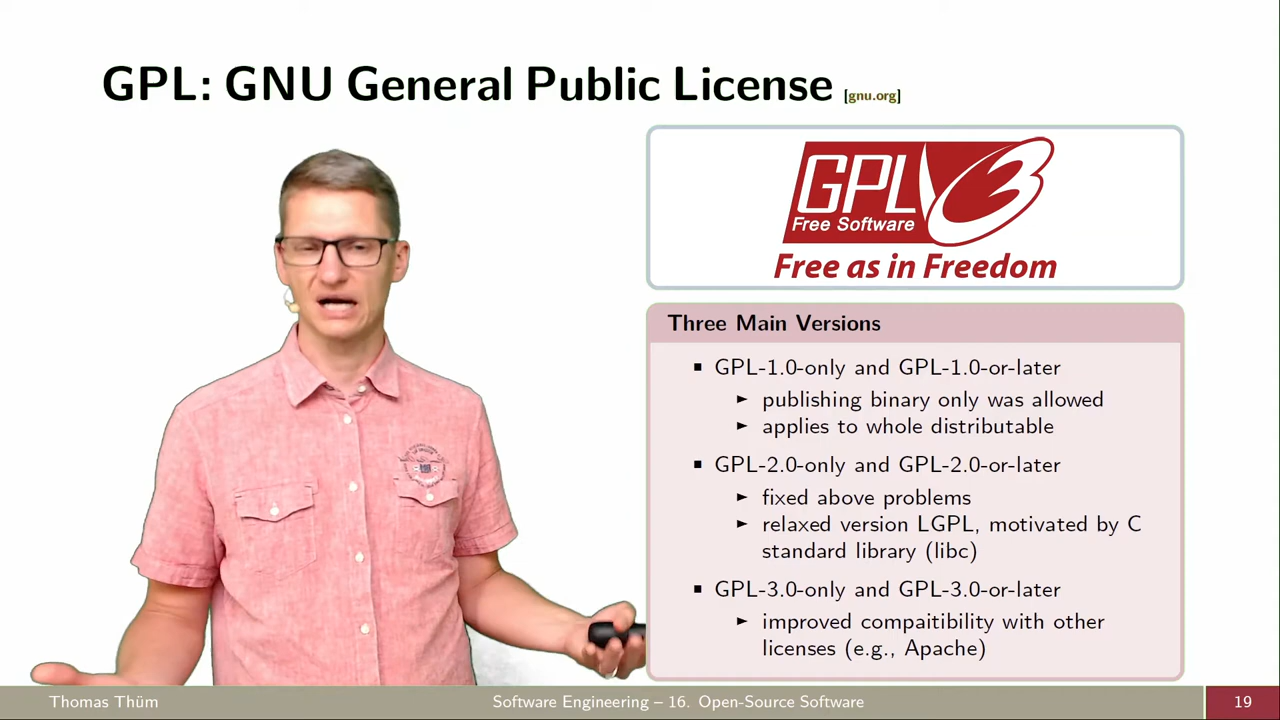 GPL: GNU General Public License [gnu.org]
GPLv3
Free Software
Free as in Freedom
Three Main Versions
GPL-1.0-only and GPL-1.0-or-later
publishing binary only was allowed
applies to whole distributable
GPL-2.0-only and GPL-2.0-or-later
fixed above problems
relaxed version LGPL, motivated by C
standard library (libc)
GPL-3.0-only and GPL-3.0-or-later
improved compaitibility with other
licenses (e.g., Apache)
Thomas Thüm
Software Engineering – 16. Open-Source Software
19